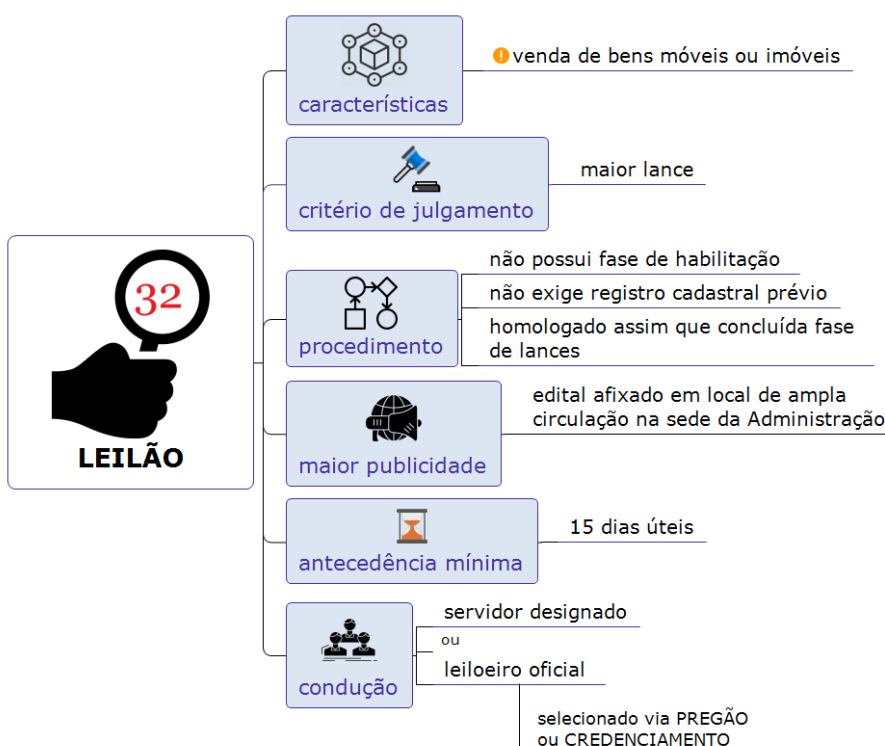 características
venda de bens móveis ou imóveis
critério de julgamento
maior lance
32
LEILÃO
procedimento
não possui fase de habilitação
não exige registro cadastral prévio
homologado assim que concluída fase
de lances
maior publicidade
edital afixado em local de ampla
circulação na sede da Administração
antecedência mínima
15 dias úteis
condução
servidor designado
ou
leiloeiro oficial
selecionado via PREGÃO
ou CREDENCIAMENTO